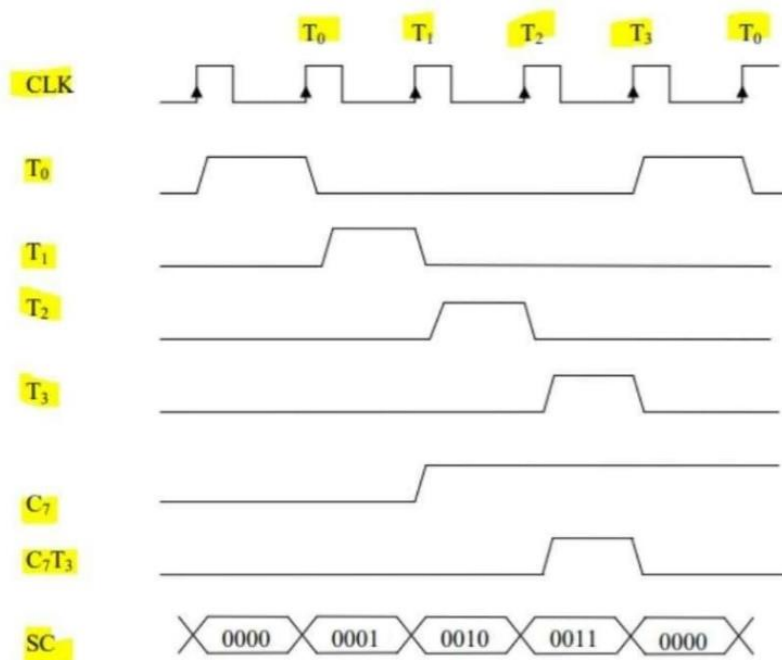 T₀ T₁ T₂ T₃ T₀
CLK
T₀
T₁
T₂
T₃
C₇
C₇T₃
SC 0000 0001 0010 0011 0000